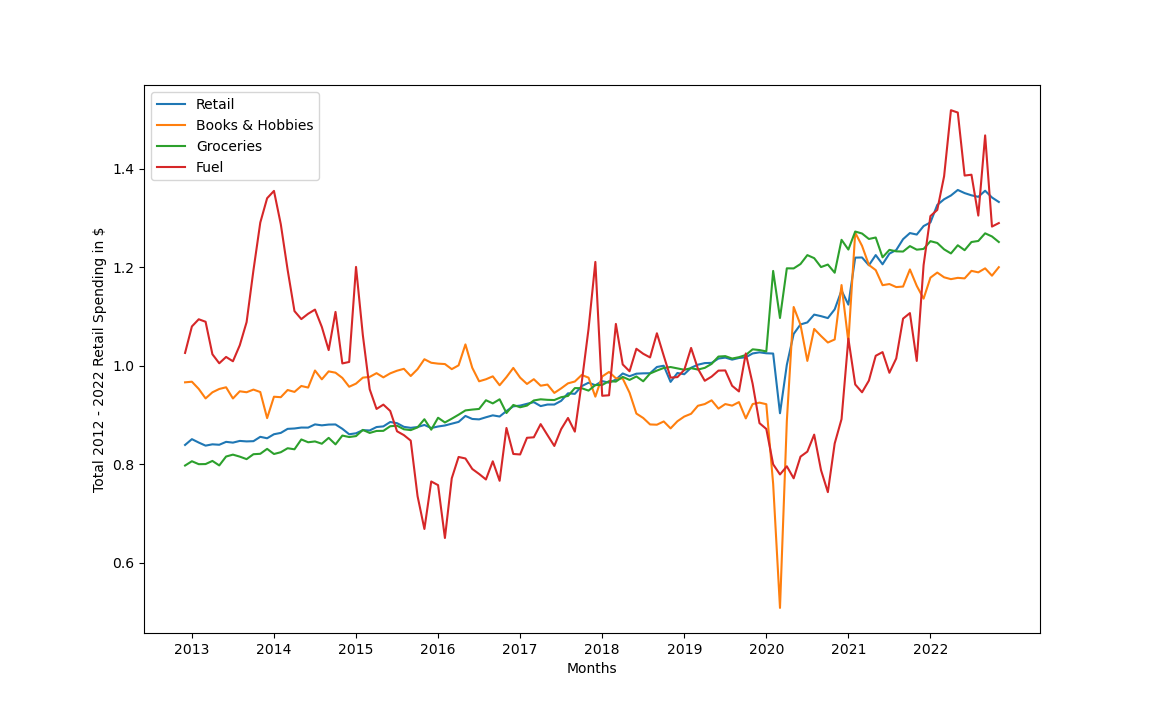 Retail
Books & Hobbies
Groceries
Fuel
Total 2012 - 2022 Retail Spending in $
1.4
1.2
1.0
0.8
0.6
2013 2014 2015 2016 2017 2018 2019 2020 2021 2022
Months